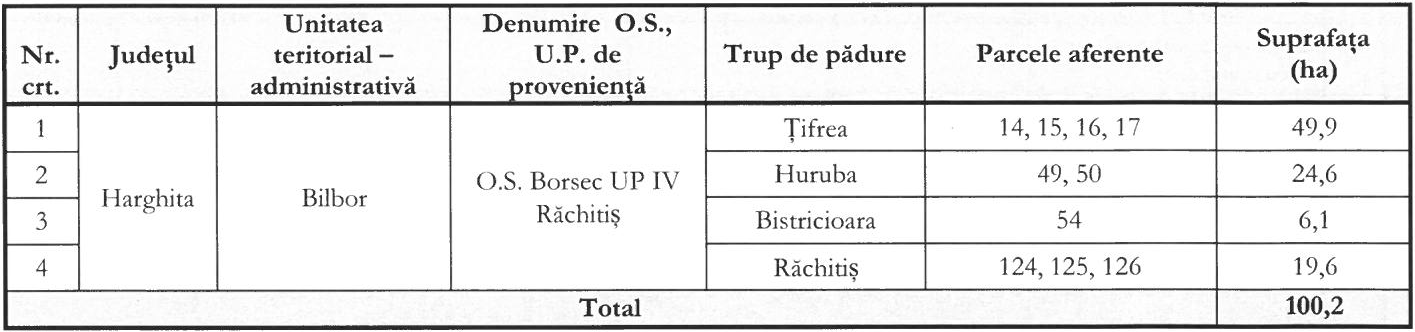 Nr. crt. Județul Unitatea teritorial – administrativă Denumire O.S., U.P. de proveniență Trup de pădure Parcele aferente Suprafața (ha)
1 Harghita Bilbor O.S. Borsec UP IV Răchitiș Țifrea 14, 15, 16, 17 49,9
2 Huruba 49, 50 24,6
3 Bistricioara 54 6,1
4 Răchitiș 124, 125, 126 19,6
Total 100,2